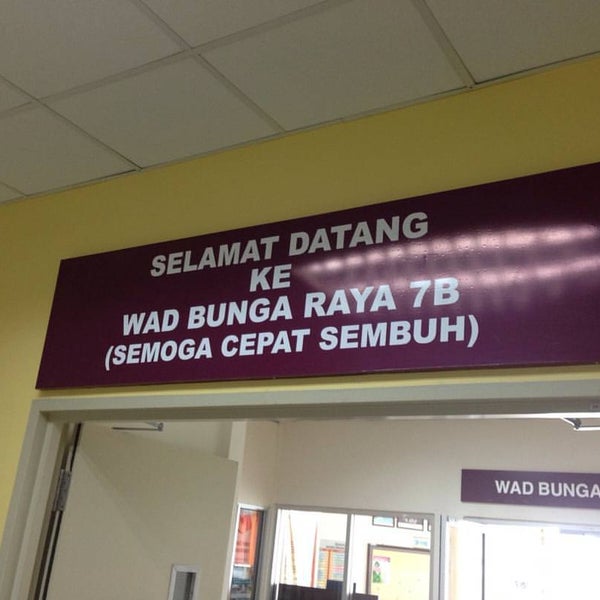 SELAMAT DATANG
KE
WAD BUNGA RAYA 7B
(SEMOGA CEPAT SEMBUH)
WAD BUNGA